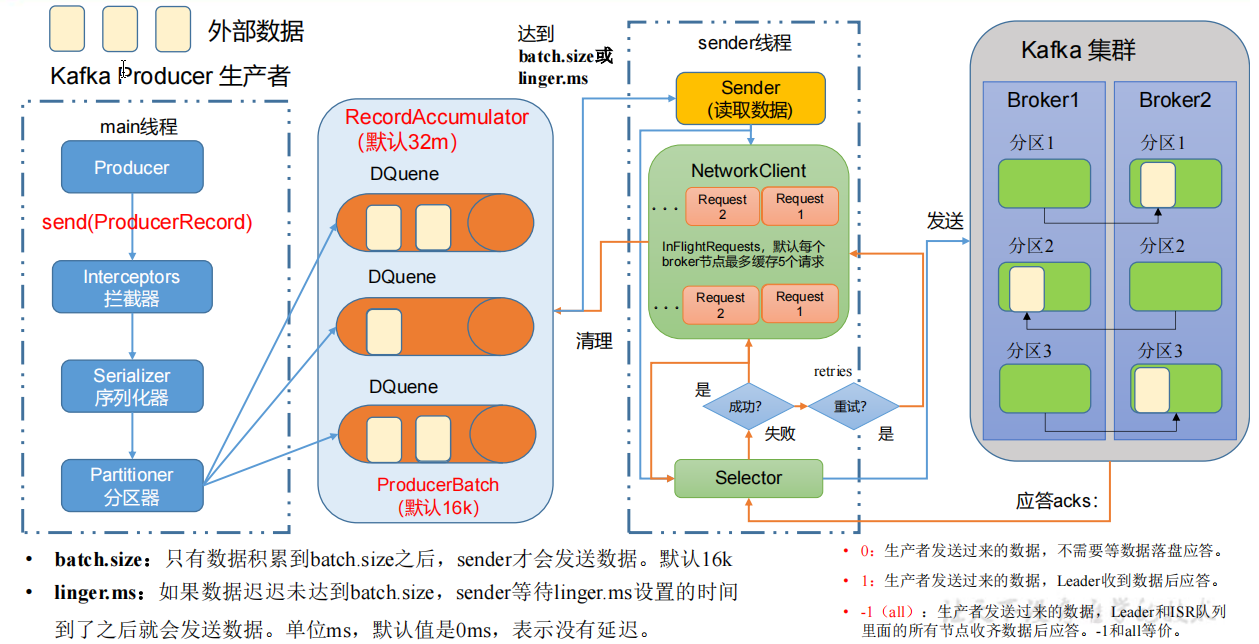 外部数据
Kafka Producer 生产者
main线程
Producer
send(ProducerRecord)
Interceptors
拦截器
Serializer
序列化器
Partitioner
分区器
RecordAccumulator
(默认32m)
DQuene
DQuene
DQuene
ProducerBatch
(默认16k)
达到
batch.size或
linger.ms
清理
sender线程
Sender
(读取数据)
NetworkClient
...
Request
2
Request
1
InFlightRequests，默认每个
broker节点最多缓存5个请求
...
Request
2
Request
1
是
成功?
失败
retries
重试?
是
Selector
发送
应答acks：
Kafka 集群
Broker1
Broker2
分区1
分区1
分区2
分区2
分区3
分区3
• batch.size：只有数据积累到batch.size之后，sender才会发送数据。默认16k
• linger.ms：如果数据迟迟未达到batch.size，sender等待linger.ms设置的时间
到了之后就会发送数据。单位ms，默认值是0ms，表示没有延迟。
• 0：生产者发送过来的数据，不需要等数据落盘应答。
• 1：生产者发送过来的数据，Leader收到数据后应答。
• -1（all）：生产者发送过来的数据，Leader和ISR队列
里面的所有节点收齐数据后应答。-1和all等价。